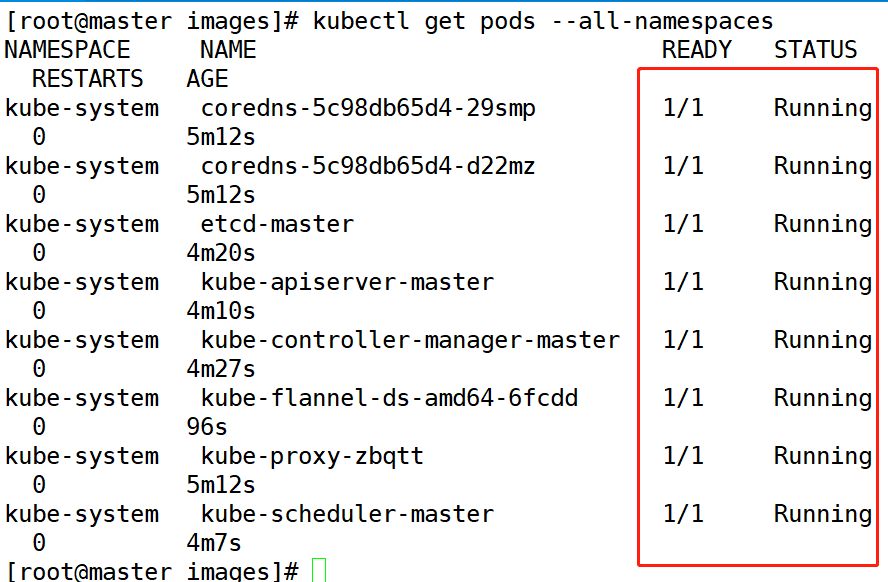 [root@master images]# kubectl get pods --all-namespaces
NAMESPACE     NAME                             READY   STATUS
  RESTARTS   AGE
kube-system   coredns-5c98db65d4-29smp         1/1     Running
  0          5m12s
kube-system   coredns-5c98db65d4-d22mz         1/1     Running
  0          5m12s
kube-system   etcd-master                      1/1     Running
  0          4m20s
kube-system   kube-apiserver-master            1/1     Running
  0          4m10s
kube-system   kube-controller-manager-master   1/1     Running
  0          4m27s
kube-system   kube-flannel-ds-amd64-6fcdd      1/1     Running
  0          96s
kube-system   kube-proxy-zbqtt                 1/1     Running
  0          5m12s
kube-system   kube-scheduler-master            1/1     Running
  0          4m7s
[root@master images]#